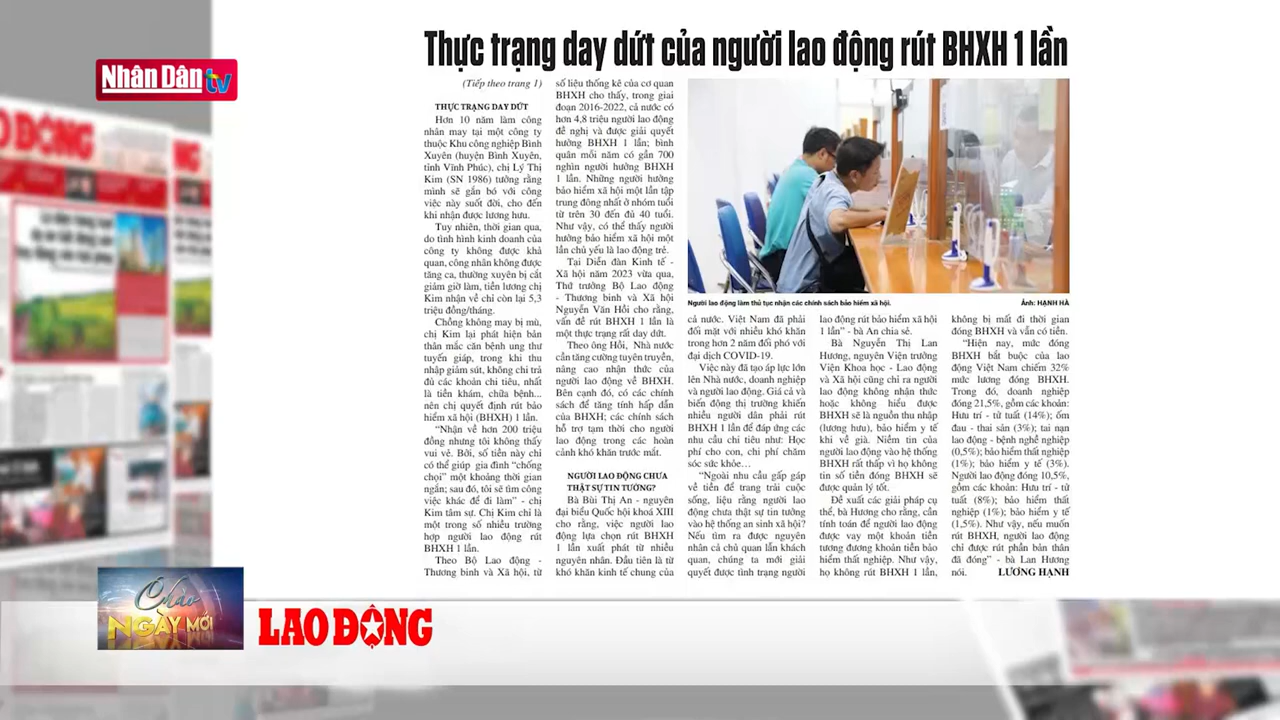 Nhân Dân tv
Thực trạng day dứt của người lao động rút BHXH 1 lần
(Tiếp theo trang 1)
THỰC TRẠNG DAY DỨT
Hơn 10 năm làm công
nhân may tại một công ty
thuộc Khu công nghiệp Bình
Xuyên (huyện Bình Xuyên,
tỉnh Vĩnh Phúc), chị Lý Thị
Kim (SN 1986) tưởng rằng
mình sẽ gắn bó với công
việc này suốt đời, cho đến
khi nhận được lương hưu.
Tuy nhiên, thời gian qua,
do tình hình kinh doanh của
công ty không được khả
quan, công nhân không được
tăng ca, thường xuyên bị cắt
giảm giờ làm, tiền lương chị
Kim nhận về chỉ còn lại 5,3
triệu đồng/tháng.
Chồng không may bị mù,
chị Kim lại phát hiện bản
thân mắc căn bệnh ung thư
tuyến giáp, trong khi thu
nhập giảm sút, không chi trả
đủ các khoản chi tiêu, nhất
là tiền khám, chữa bệnh...
nên chị quyết định rút bảo
hiểm xã hội (BHXH) 1 lần.
“Nhận về hơn 200 triệu
đồng nhưng tôi không thấy
vui vẻ. Bởi, số tiền này chỉ
có thể giúp gia đình “chống
chọi” một khoảng thời gian
ngắn; sau đó, tôi sẽ tìm công
việc khác để đi làm” - chị
Kim tâm sự. Chị Kim chỉ là
một trong số nhiều trường
hợp người lao động rút
BHXH 1 lần.
Theo Bộ Lao động -
Thương binh và Xã hội, từ
số liệu thống kê của cơ quan
BHXH cho thấy, trong giai
đoạn 2016-2022, cả nước có
hơn 4,8 triệu người lao động
đề nghị và được giải quyết
hưởng BHXH 1 lần; bình
quân mỗi năm có gần 700
nghìn người hưởng BHXH
1 lần. Những người hưởng
bảo hiểm xã hội một lần tập
trung đông nhất ở nhóm tuổi
từ trên 30 đến đủ 40 tuổi.
Như vậy, có thể thấy người
hưởng bảo hiểm xã hội một
lần chủ yếu là lao động trẻ.
Tại Diễn đàn Kinh tế -
Xã hội năm 2023 vừa qua,
Thứ trưởng Bộ Lao động
- Thương binh và Xã hội
Nguyễn Văn Hồi cho rằng,
vấn đề rút BHXH 1 lần là
một thực trạng rất day dứt.
Theo ông Hồi, Nhà nước
cần tăng cường tuyên truyền,
nâng cao nhận thức của
người lao động về BHXH.
Bên cạnh đó, có các chính
sách để tăng tính hấp dẫn
của BHXH; các chính sách
hỗ trợ tạm thời cho người
lao động trong các hoàn
cảnh khó khăn trước mắt.
NGƯỜI LAO ĐỘNG CHƯA
THẬT SỰ TIN TƯỞNG?
Bà Bùi Thị An - nguyên
đại biểu Quốc hội khoá XIII
cho rằng, việc người lao
động lựa chọn rút BHXH
1 lần xuất phát từ nhiều
nguyên nhân. Đầu tiên là từ
khó khăn kinh tế chung của
Người lao động làm thủ tục nhận các chính sách bảo hiểm xã hội.
Ảnh: HẠNH HÀ
cả nước. Việt Nam đã phải
đối mặt với nhiều khó khăn
trong hơn 2 năm đối phó với
đại dịch COVID-19.
Việc này đã tạo áp lực lớn
lên Nhà nước, doanh nghiệp
và người lao động. Giá cả và
biến động thị trường khiến
nhiều người dân phải rút
BHXH 1 lần để đáp ứng các
nhu cầu chi tiêu như: Học
phí cho con, chi phí chăm
sóc sức khỏe...
“Ngoài nhu cầu gấp gáp
về tiền để trang trải cuộc
sống, liệu rằng người lao
động chưa thật sự tin tưởng
vào hệ thống an sinh xã hội?
Nếu tìm ra được nguyên
nhân cả chủ quan lẫn khách
quan, chúng ta mới giải
quyết được tình trạng người
lao động rút bảo hiểm xã hội
1 lần” - bà An chia sẻ.
Bà Nguyễn Thị Lan
Hương, nguyên Viện trưởng
Viện Khoa học - Lao động
và Xã hội cũng chỉ ra người
lao động không nhận thức
hoặc không hiểu được
BHXH sẽ là nguồn thu nhập
(lương hưu), bảo hiểm y tế
khi về già. Niềm tin của
người lao động vào hệ thống
BHXH rất thấp vì họ không
tin số tiền đóng BHXH sẽ
được quản lý tốt.
Đề xuất các giải pháp cụ
thể, bà Hương cho rằng, cần
tính toán để người lao động
được vay một khoản tiền
tương đương khoản tiền bảo
hiểm thất nghiệp. Như vậy,
họ không rút BHXH 1 lần,
không bị mất đi thời gian
đóng BHXH và vẫn có tiền.
“Hiện nay, mức đóng
BHXH bắt buộc của lao
động Việt Nam chiếm 32%
mức lương đóng BHXH.
Trong đó, doanh nghiệp
đóng 21,5%, gồm các khoản:
Hưu trí - tử tuất (14%); ốm
đau - thai sản (3%); tai nạn
lao động - bệnh nghề nghiệp
(0,5%); bảo hiểm thất nghiệp
(1%); bảo hiểm y tế (3%).
Người lao động đóng 10,5%,
gồm các khoản: Hưu trí - tử
tuất (8%); bảo hiểm thất
nghiệp (1%); bảo hiểm y tế
(1,5%). Như vậy, nếu muốn
rút BHXH, người lao động
chỉ được rút phần bản thân
đã đóng” - bà Lan Hương
nói.
LƯƠNG HẠNH
Chào
NGÀY MỚI
LAO ĐỘNG